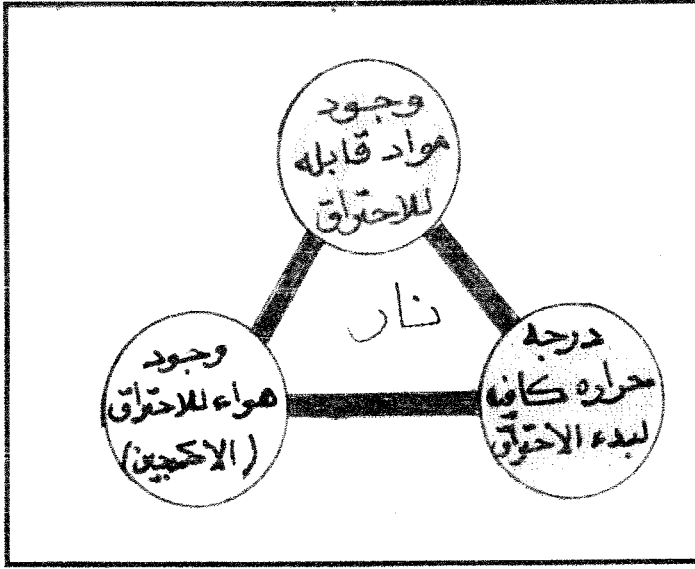 وجود
مواد قابله
للاحتراق
نار
درجه
حراره كافيه
لبدء الاحتراق
وجود
هواء للاحتراق
(الاكسجين)